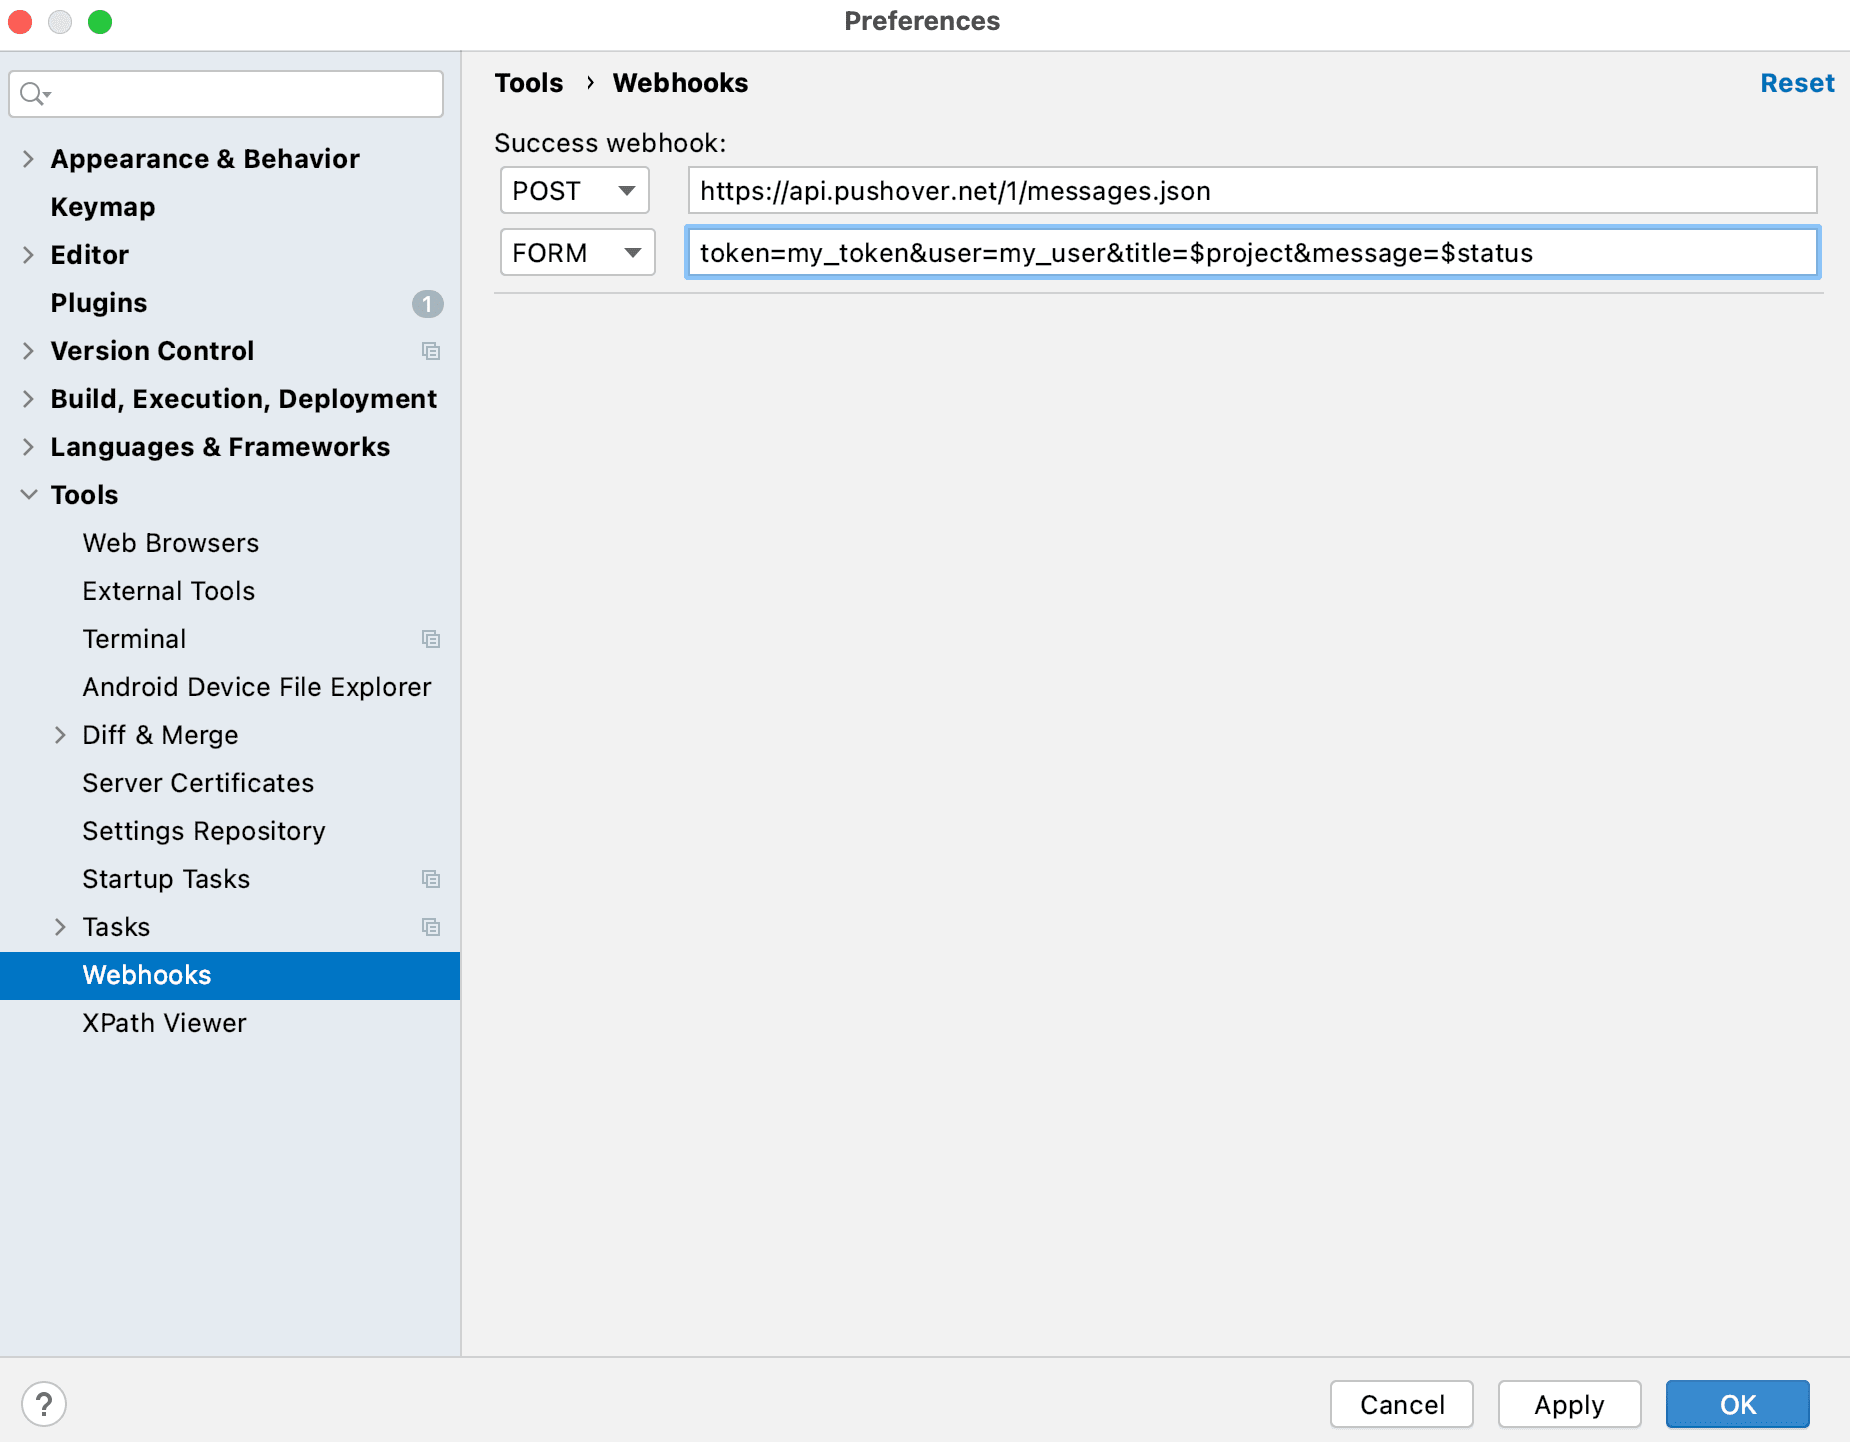 Preferences
Appearance & Behavior
Keymap
Editor
Plugins 1
Version Control
Build, Execution, Deployment
Languages & Frameworks
Tools
Web Browsers
External Tools
Terminal
Android Device File Explorer
Diff & Merge
Server Certificates
Settings Repository
Startup Tasks
Tasks
Webhooks
XPath Viewer
Tools › Webhooks Reset
Success webhook:
POST https://api.pushover.net/1/messages.json
FORM token=my_token&user=my_user&title=$project&message=$status
? Cancel Apply OK